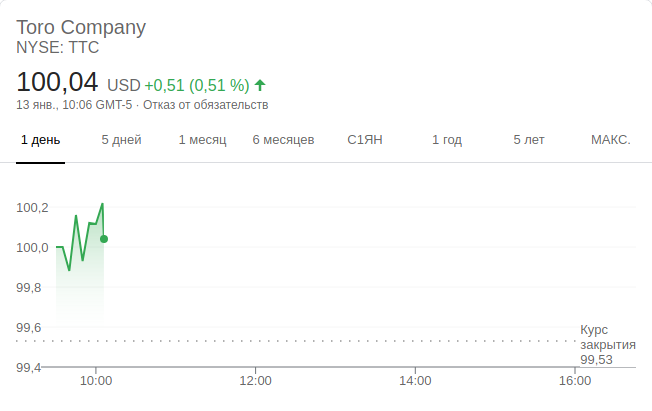 Toro Company
NYSE: TTC
100,04 USD +0,51 (0,51 %)
13 янв., 10:06 GMT-5 · Отказ от обязательств
1 день 5 дней 1 месяц 6 месяцев С1ЯН 1 год 5 лет МАКС.
100,2
100,0
99,8
99,6
99,4
Курс
закрытия
99,53
10:00 12:00 14:00 16:00